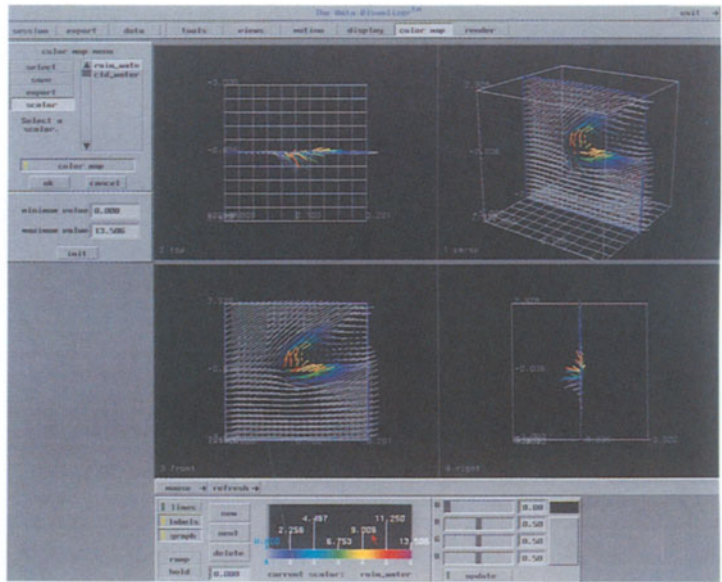 The Data Visualizer™ exit
session export data tools views motion display color map render
color map menu
select
save
export
scalar
Select a
scalar.
rain_wate
cld_water
color map
ok cancel
minimum value 0.000
maximum value 13.506
init
2 top
1 persp
3 front
4 right
mouse refresh
lines
labels
graph
ramp
hold
new
next
delete
0.000
4.497 11.258
2.258 9.006
6.753 13.506
current scalar: rain_water
0.00
0.50
G 0.50
0.50
update